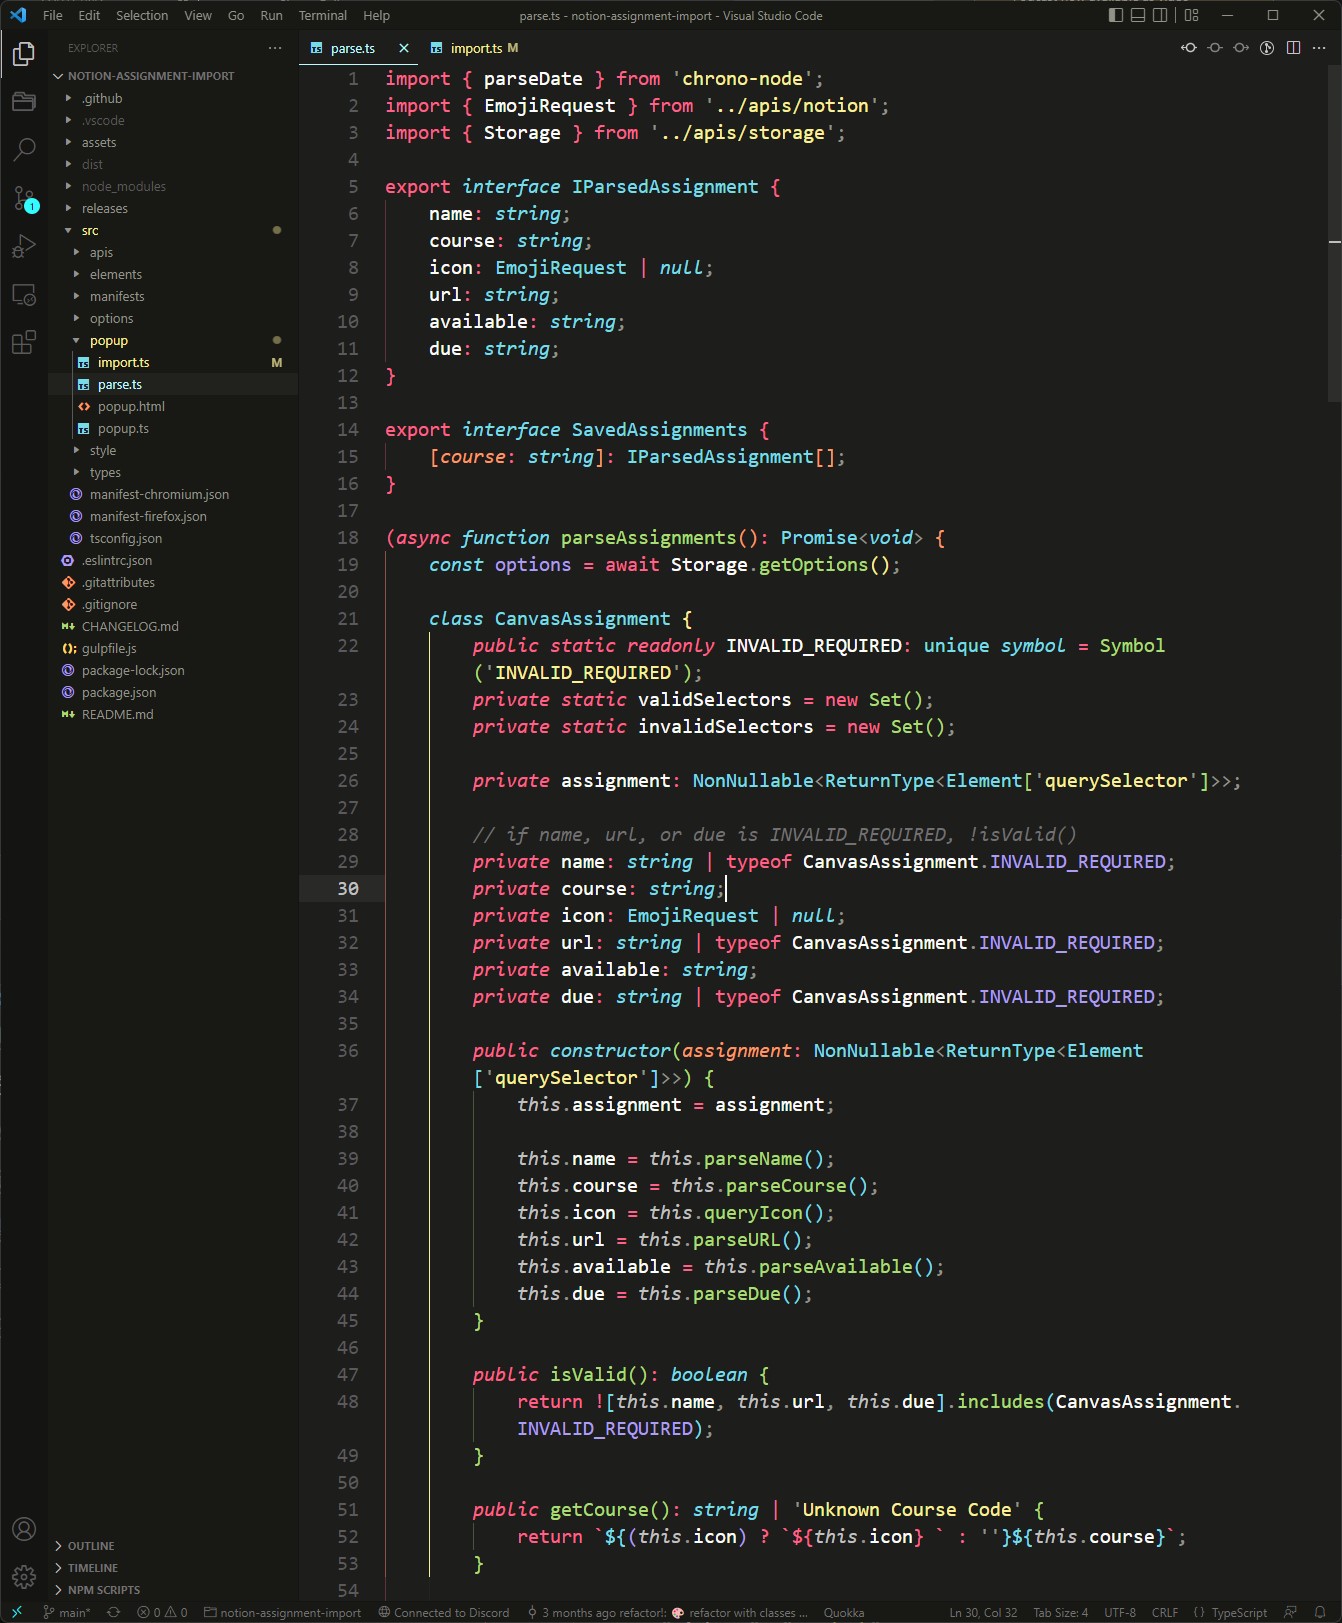 File Edit Selection View Go Run Terminal Help
parse.ts - notion-assignment-import - Visual Studio Code
EXPLORER
NOTION-ASSIGNMENT-IMPORT
.github
.vscode
assets
dist
node_modules
releases
src
apis
elements
manifests
options
popup
import.ts M
parse.ts
popup.html
popup.ts
style
types
manifest-chromium.json
manifest-firefox.json
tsconfig.json
.eslintrc.json
.gitattributes
.gitignore
CHANGELOG.md
gulpfile.js
package-lock.json
package.json
README.md
OUTLINE
TIMELINE
NPM SCRIPTS
1
parse.ts
import.ts M
1 import { parseDate } from 'chrono-node';
2 import { EmojiRequest } from '../apis/notion';
3 import { Storage } from '../apis/storage';
4
5 export interface IParsedAssignment {
6 name: string;
7 course: string;
8 icon: EmojiRequest | null;
9 url: string;
10 available: string;
11 due: string;
12 }
13
14 export interface SavedAssignments {
15 [course: string]: IParsedAssignment[];
16 }
17
18 (async function parseAssignments(): Promise<void> {
19 const options = await Storage.getOptions();
20
21 class CanvasAssignment {
22 public static readonly INVALID_REQUIRED: unique symbol = Symbol
('INVALID_REQUIRED');
23 private static validSelectors = new Set();
24 private static invalidSelectors = new Set();
25
26 private assignment: NonNullable<ReturnType<Element['querySelector']>>;
27
28 // if name, url, or due is INVALID_REQUIRED, !isValid()
29 private name: string | typeof CanvasAssignment.INVALID_REQUIRED;
30 private course: string;
31 private icon: EmojiRequest | null;
32 private url: string | typeof CanvasAssignment.INVALID_REQUIRED;
33 private available: string;
34 private due: string | typeof CanvasAssignment.INVALID_REQUIRED;
35
36 public constructor(assignment: NonNullable<ReturnType<Element
['querySelector']>>) {
37 this.assignment = assignment;
38
39 this.name = this.parseName();
40 this.course = this.parseCourse();
41 this.icon = this.queryIcon();
42 this.url = this.parseURL();
43 this.available = this.parseAvailable();
44 this.due = this.parseDue();
45 }
46
47 public isValid(): boolean {
48 return ![this.name, this.url, this.due].includes(CanvasAssignment.
INVALID_REQUIRED);
49 }
50
51 public getCourse(): string | 'Unknown Course Code' {
52 return `${(this.icon) ? `${this.icon} ` : ''}${this.course}`;
53 }
54
main* 0 0 notion-assignment-import Connected to Discord 3 months ago refactor!: 🎨 refactor with classes ... Quokka Ln 30, Col 32 Tab Size: 4 UTF-8 CRLF {} TypeScript